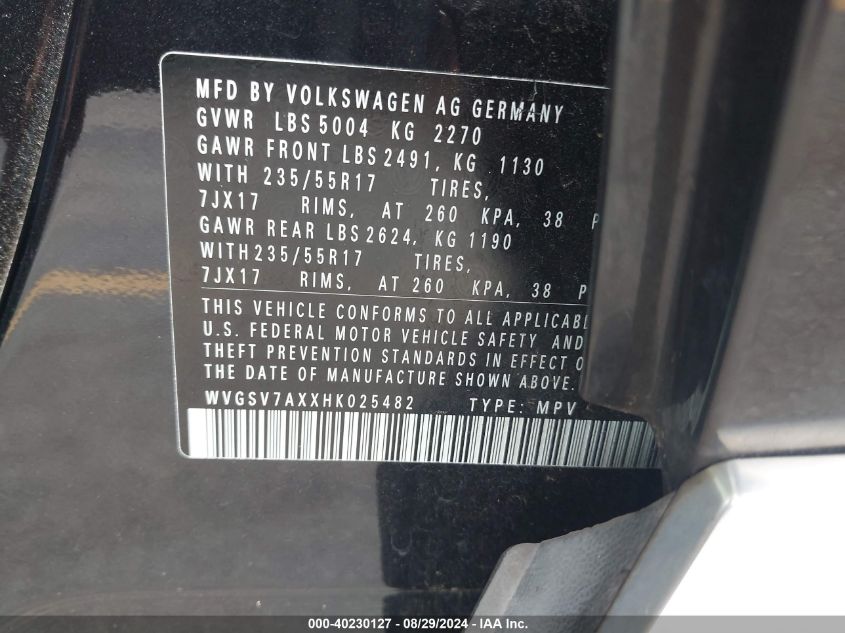 MFD BY VOLKSWAGEN AG GERMANY
GVWR LBS 5004 KG 2270
GAWR FRONT LBS 2491, KG 1130
WITH 235/55R17 TIRES,
7JX17 RIMS, AT 260 KPA, 38 P
GAWR REAR LBS 2624, KG 1190
WITH 235/55R17 TIRES,
7JX17 RIMS, AT 260 KPA, 38 P
THIS VEHICLE CONFORMS TO ALL
U.S. FEDERAL MOTOR VEHICLE SAFETY AND
THEFT PREVENTION STANDARDS IN EFFECT
THE DATE OF MANUFACTURE SHOWN ABOVE.
WVGSV7AXXHK025482 TYPE: MPV
000-40230127 - 08/29/2024 - IAA, Inc.